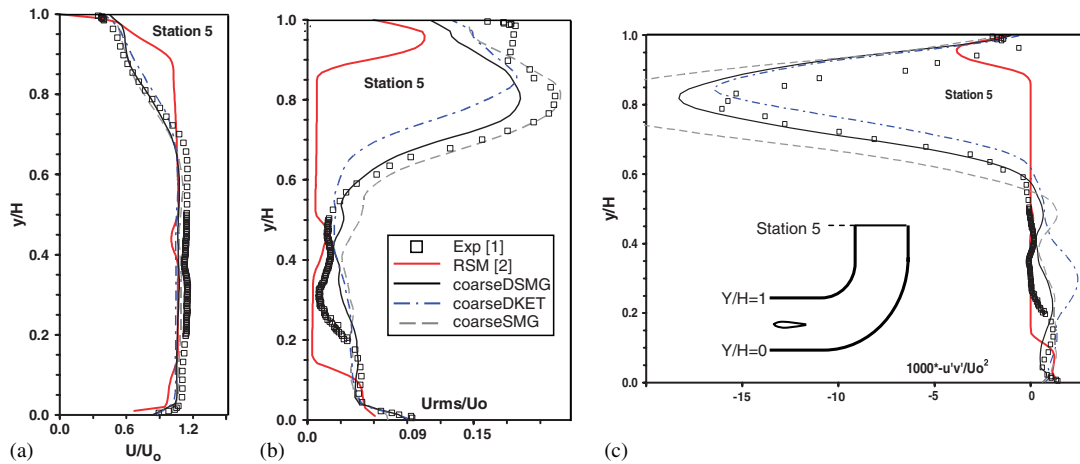 1.0
0.8
0.6
0.4
0.2
0.0
y/H
Station 5
0.0 0.6 1.2
U/Uo
(a)
1.0
0.8
0.6
0.4
0.2
0.0
y/H
Station 5
Exp [1]
RSM [2]
coarseDSMG
coarseDKET
coarseSMG
Urms/Uo
0.0 0.09 0.15
(b)
1.0
0.8
0.6
0.4
0.2
0.0
y/H
Station 5
Station 5
Y/H=1
Y/H=0
1000*-u'v'/Uo²
-15 -10 -5 0
(c)